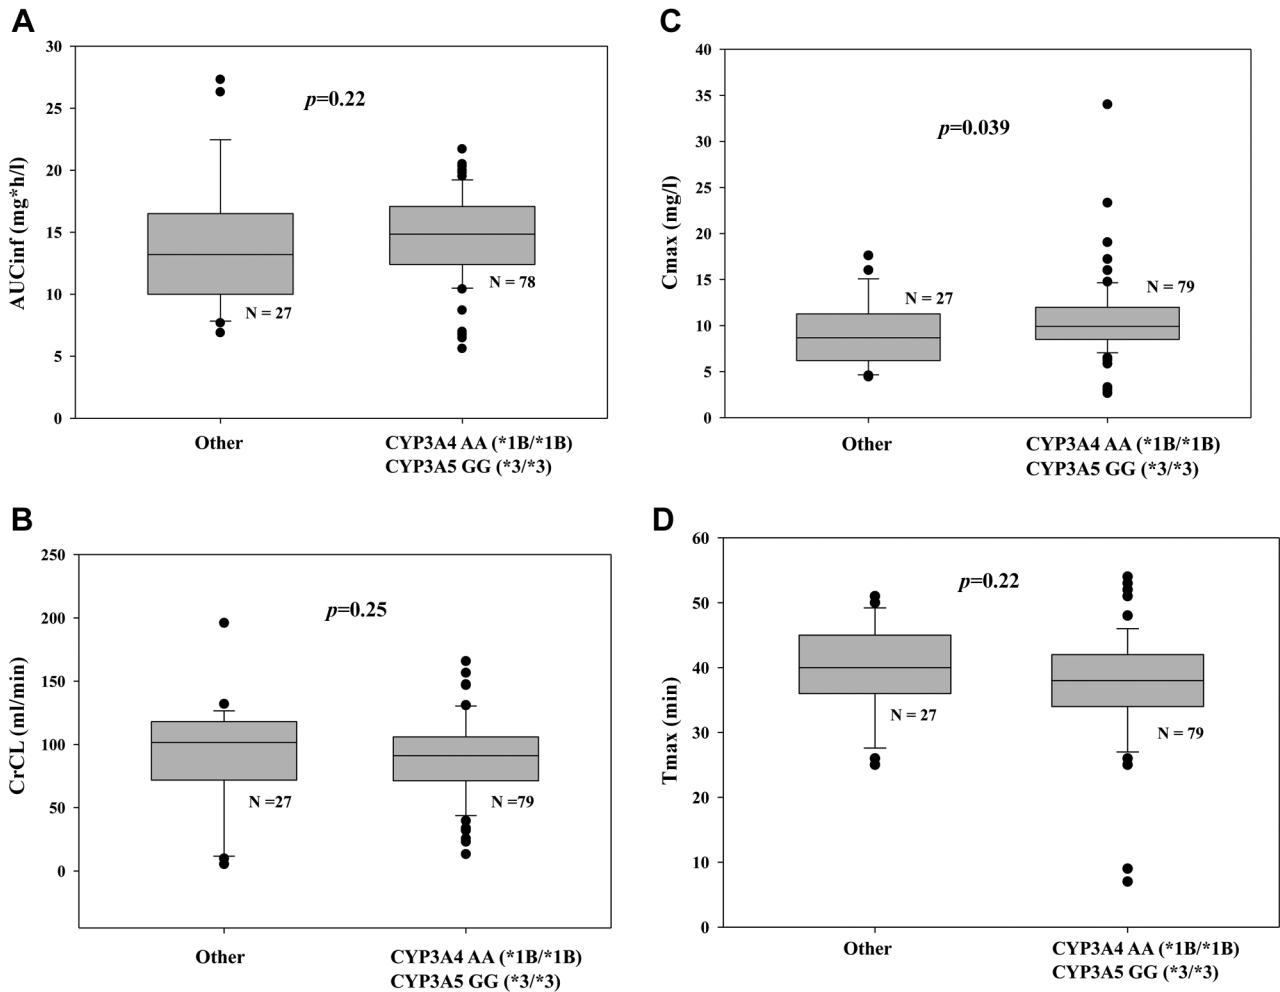 A
AUCinf (mg*h/l)
30
25
20
15
10
5
0
p=0.22
N = 27
N = 78
Other
CYP3A4 AA (*1B/*1B)
CYP3A5 GG (*3/*3)
C
Cmax (mg/l)
40
35
30
25
20
15
10
5
0
p=0.039
N = 27
N = 79
Other
CYP3A4 AA (*1B/*1B)
CYP3A5 GG (*3/*3)
B
CrCL (ml/min)
250
200
150
100
50
0
p=0.25
N =27
N =79
Other
CYP3A4 AA (*1B/*1B)
CYP3A5 GG (*3/*3)
D
Tmax (min)
60
50
40
30
20
10
0
p=0.22
N = 27
N = 79
Other
CYP3A4 AA (*1B/*1B)
CYP3A5 GG (*3/*3)